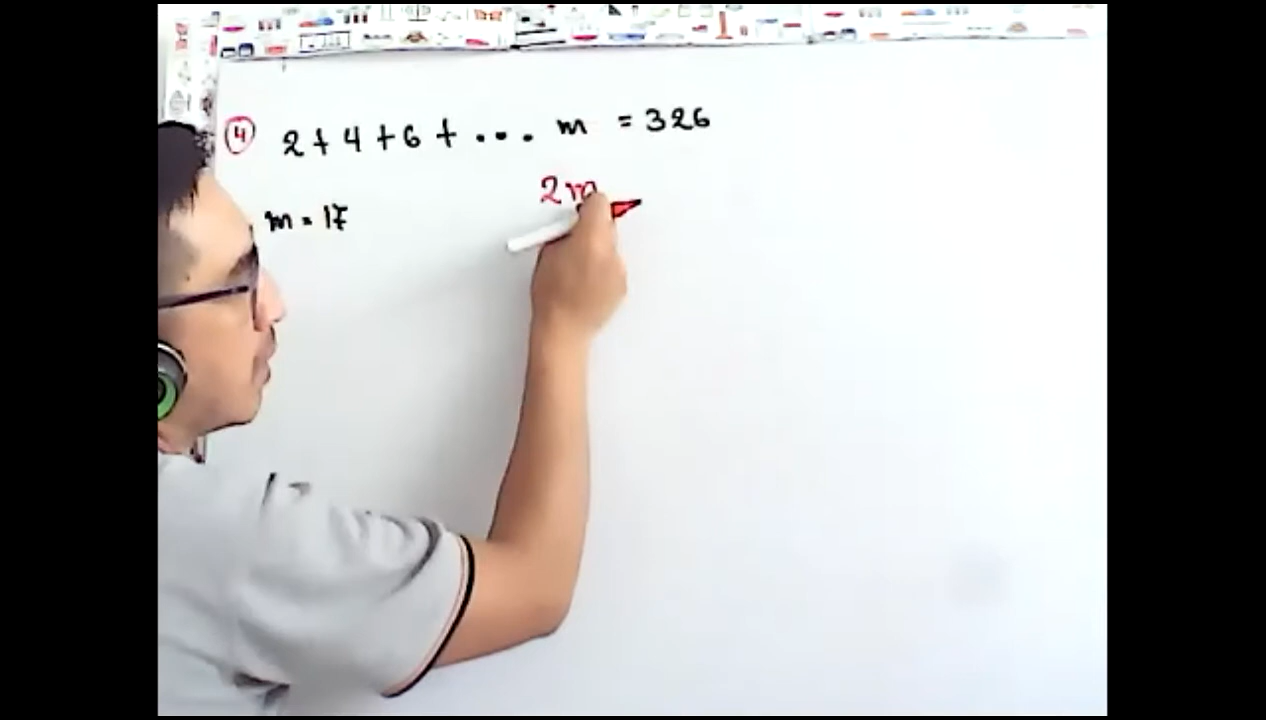 4 2 + 4 + 6 + ... m = 326
2m
m = 17